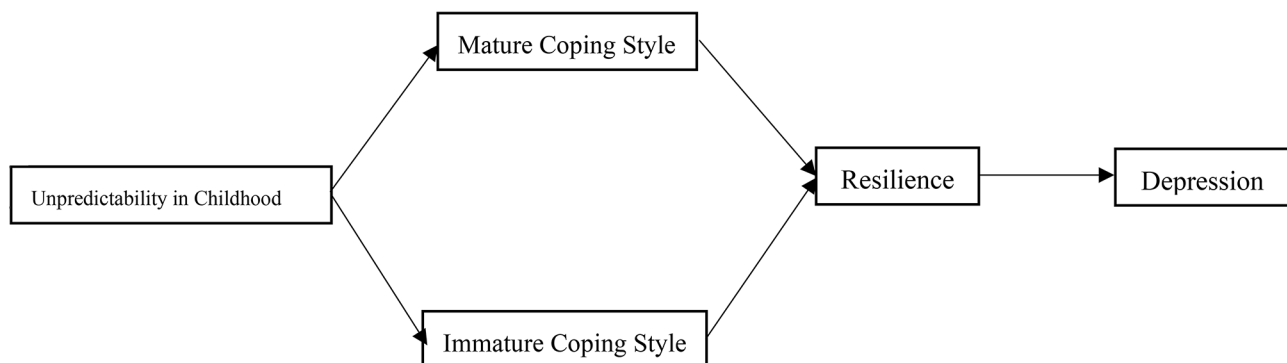 Mature Coping Style
Unpredictability in Childhood
Resilience
Depression
Immature Coping Style